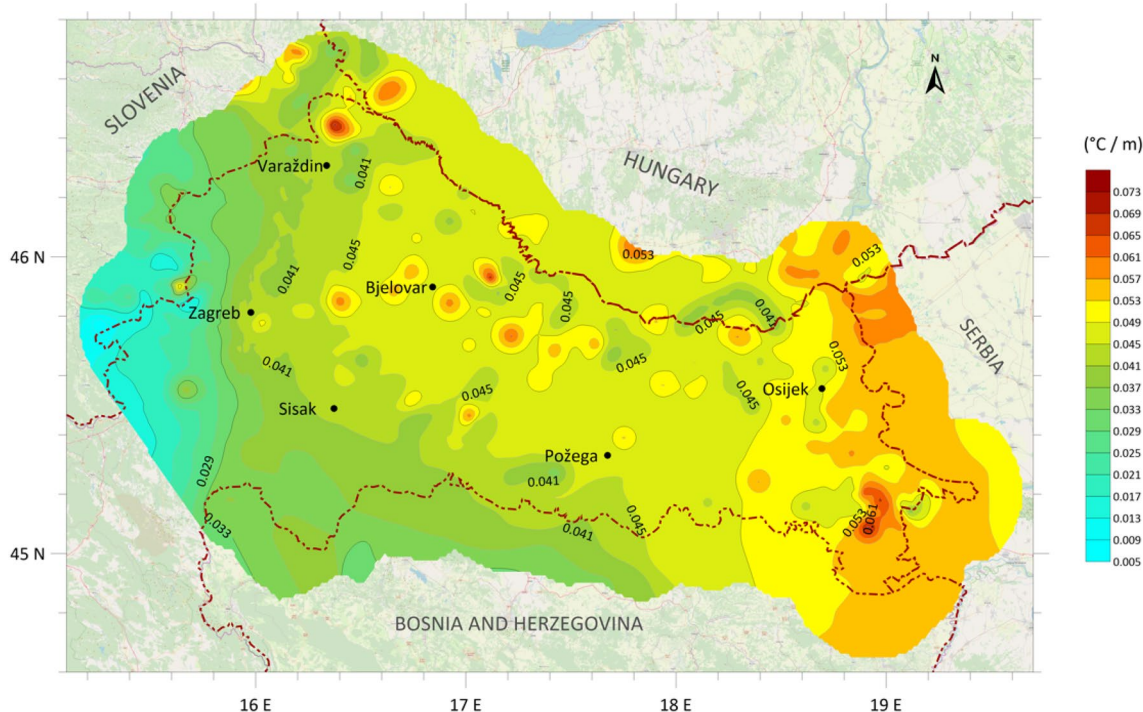 N
SLOVENIA
HUNGARY
(°C / m)
Varaždin
0.041
0.073
0.069
0.065
0.061
0.057
0.053
0.049
0.045
0.041
0.037
0.033
0.029
0.025
0.021
0.017
0.013
0.009
0.005
46 N
0.045
0.053
0.053
0.041
Bjelovar
0.045
0.045
0.045
0.041
Zagreb
SERBIA
0.041
0.045
0.053
Osijek
0.045
0.045
Sisak
Požega
0.029
0.041
0.033
0.041
0.045
0.053
0.061
45 N
BOSNIA AND HERZEGOVINA
16 E
17 E
18 E
19 E